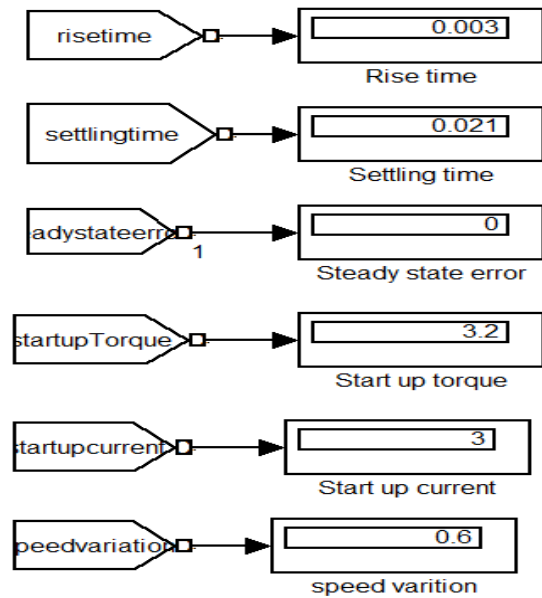 risetime
0.003
Rise time
settlingtime
0.021
Settling time
eadystateerro
1
0
Steady state error
startupTorque
3.2
Start up torque
startupcurrent
3
Start up current
peedvariation
0.6
speed varition